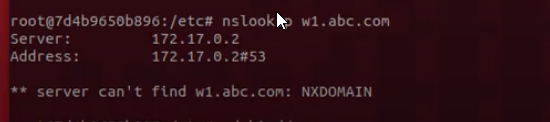 root@7d4b9650b896:/etc# nslookup w1.abc.com
Server: 172.17.0.2
Address: 172.17.0.2#53
** server can't find w1.abc.com: NXDOMAIN